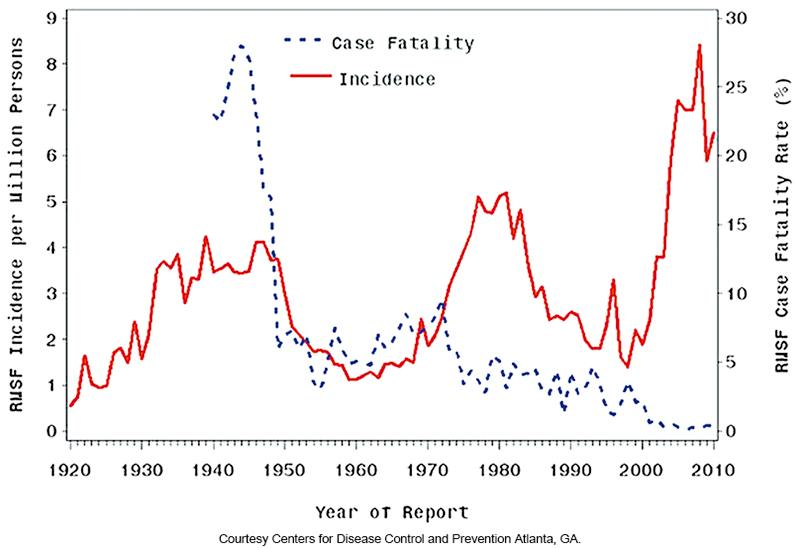 Case Fatality
Incidence
RMSF Incidence per Million Persons
9
8
7
6
5
4
3
2
1
0
RMSF Case Fatality Rate (%)
30
25
20
15
10
5
0
1920 1930 1940 1950 1960 1970 1980 1990 2000 2010
Year of Report
Courtesy Centers for Disease Control and Prevention Atlanta, GA.